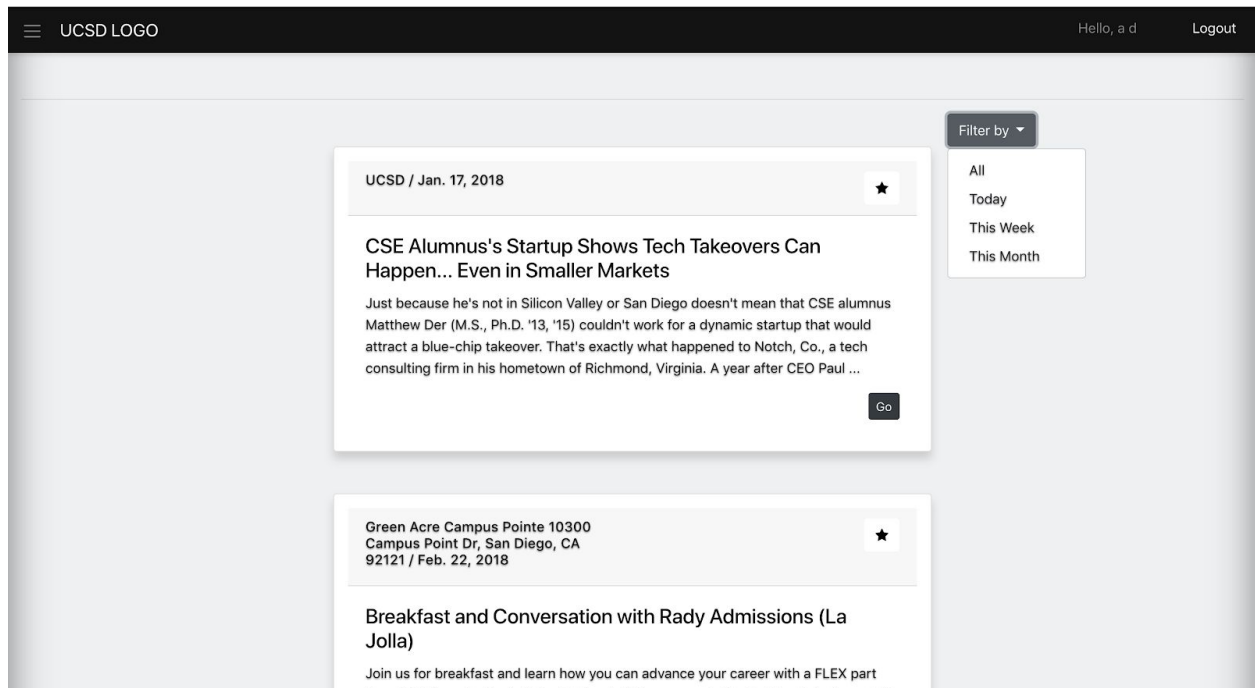 UCSD LOGO
Hello, a d
Logout
Filter by
All
Today
This Week
This Month
UCSD / Jan. 17, 2018
CSE Alumnus's Startup Shows Tech Takeovers Can
Happen... Even in Smaller Markets
Just because he's not in Silicon Valley or San Diego doesn't mean that CSE alumnus
Matthew Der (M.S., Ph.D. '13, '15) couldn't work for a dynamic startup that would
attract a blue-chip takeover. That's exactly what happened to Notch, Co., a tech
consulting firm in his hometown of Richmond, Virginia. A year after CEO Paul ...
Go
Green Acre Campus Pointe 10300
Campus Point Dr, San Diego, CA
92121 / Feb. 22, 2018
Breakfast and Conversation with Rady Admissions (La
Jolla)
Join us for breakfast and learn how you can advance your career with a FLEX part